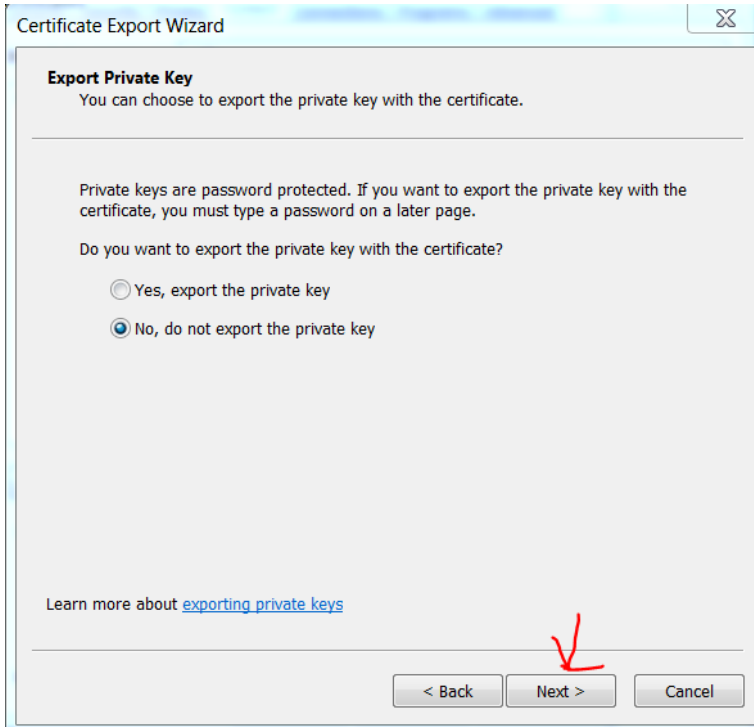 Certificate Export Wizard
Export Private Key
You can choose to export the private key with the certificate.
Private keys are password protected. If you want to export the private key with the
certificate, you must type a password on a later page.
Do you want to export the private key with the certificate?
Yes, export the private key
No, do not export the private key
Learn more about exporting private keys
< Back
Next >
Cancel